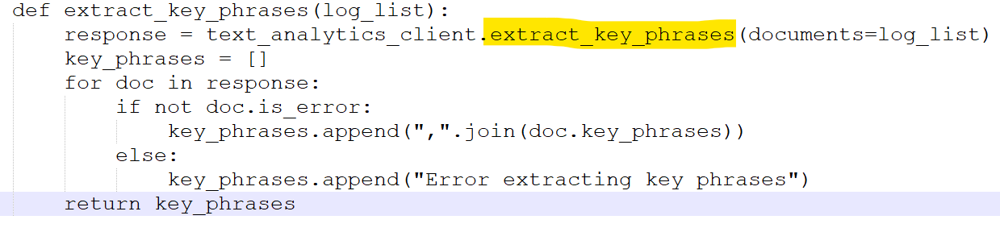 def extract_key_phrases(log_list):
    response = text_analytics_client.extract_key_phrases(documents=log_list)
    key_phrases = []
    for doc in response:
        if not doc.is_error:
            key_phrases.append(",".join(doc.key_phrases))
        else:
            key_phrases.append("Error extracting key phrases")
    return key_phrases